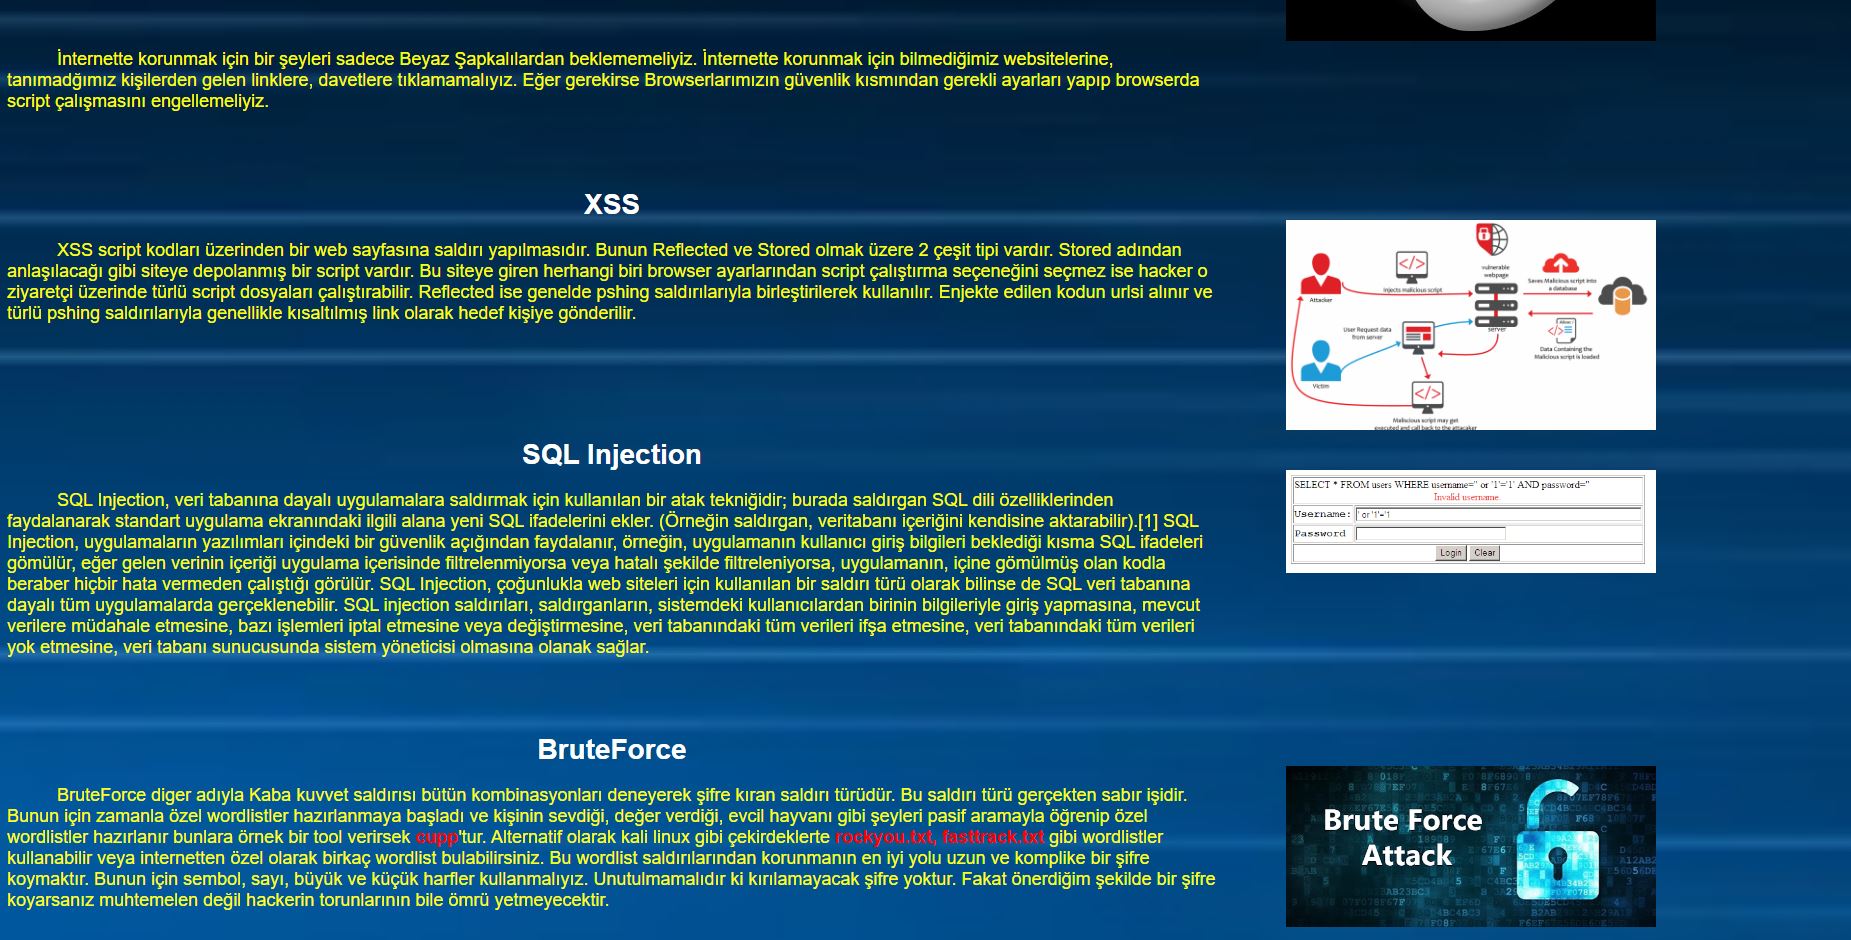 İnternette korunmak için bir şeyleri sadece Beyaz Şapkalılardan beklememeliyiz. İnternette korunmak için bilmediğimiz websitelerine,
tanımadğımız kişilerden gelen linklere, davetlere tıklamamalıyız. Eğer gerekirse Browserlarımızın güvenlik kısmından gerekli ayarları yapıp browserda
script çalışmasını engellemeliyiz.
XSS
XSS script kodları üzerinden bir web sayfasına saldırı yapılmasıdır. Bunun Reflected ve Stored olmak üzere 2 çeşit tipi vardır. Stored adından
anlaşılacağı gibi siteye depolanmış bir script vardır. Bu siteye giren herhangi biri browser ayarlarından script çalıştırma seçeneğini seçmez ise hacker o
ziyaretçi üzerinde türlü script dosyaları çalıştırabilir. Reflected ise genelde pshing saldırılarıyla birleştirilerek kullanılır. Enjekte edilen kodun urlsi alınır ve
türlü pshing saldırılarıyla genellikle kısaltılmış link olarak hedef kişiye gönderilir.
vulnerable
webpage
Attacker
Injects malicious script
Saves Malicious script into
a database
server
User Request data
from server
Data Containing the
Malicious script is loaded
Victim
Maliscious script may get
executed and call back to the attacaker
SQL Injection
SQL Injection, veri tabanına dayalı uygulamalara saldırmak için kullanılan bir atak tekniğidir; burada saldırgan SQL dili özelliklerinden
faydalanarak standart uygulama ekranındaki ilgili alana yeni SQL ifadelerini ekler. (Örneğin saldırgan, veritabanı içeriğini kendisine aktarabilir).[1] SQL
Injection, uygulamaların yazılımları içindeki bir güvenlik açığından faydalanır, örneğin, uygulamanın kullanıcı giriş bilgileri beklediği kısma SQL ifadeleri
gömülür, eğer gelen verinin içeriği uygulama içerisinde filtrelenmiyorsa veya hatalı şekilde filtreleniyorsa, uygulamanın, içine gömülmüş olan kodla
beraber hiçbir hata vermeden çalıştığı görülür. SQL Injection, çoğunlukla web siteleri için kullanılan bir saldırı türü olarak bilinse de SQL veri tabanına
dayalı tüm uygulamalarda gerçeklenebilir. SQL injection saldırıları, saldırganların, sistemdeki kullanıcılardan birinin bilgileriyle giriş yapmasına, mevcut
verilere müdahale etmesine, bazı işlemleri iptal etmesine veya değiştirmesine, veri tabanındaki tüm verileri ifşa etmesine, veri tabanındaki tüm verileri
yok etmesine, veri tabanı sunucusunda sistem yöneticisi olmasına olanak sağlar.
SELECT * FROM users WHERE username='' or '1'='1' AND password=''
Invalid username
Username: ' or '1'='1
Password
Login Clear
BruteForce
BruteForce diger adıyla Kaba kuvvet saldırısı bütün kombinasyonları deneyerek şifre kıran saldırı türüdür. Bu saldırı türü gerçekten sabır işidir.
Bunun için zamanla özel wordlistler hazırlanmaya başladı ve kişinin sevdiği, değer verdiği, evcil hayvanı gibi şeyleri pasif aramayla öğrenip özel
wordlistler hazırlanır bunlara örnek bir tool verirsek cupp'tur. Alternatif olarak kali linux gibi çekirdeklerte rockyou.txt, fasttrack.txt gibi wordlistler
kullanabilir veya internetten özel olarak birkaç wordlist bulabilirsiniz. Bu wordlist saldırılarından korunmanın en iyi yolu uzun ve komplike bir şifre
koymaktır. Bunun için sembol, sayı, büyük ve küçük harfler kullanmalıyız. Unutulmamalıdır ki kırılamayacak şifre yoktur. Fakat önerdiğim şekilde bir şifre
koyarsanız muhtemelen değil hackerin torunlarının bile ömrü yetmeyecektir.
Brute Force
Attack